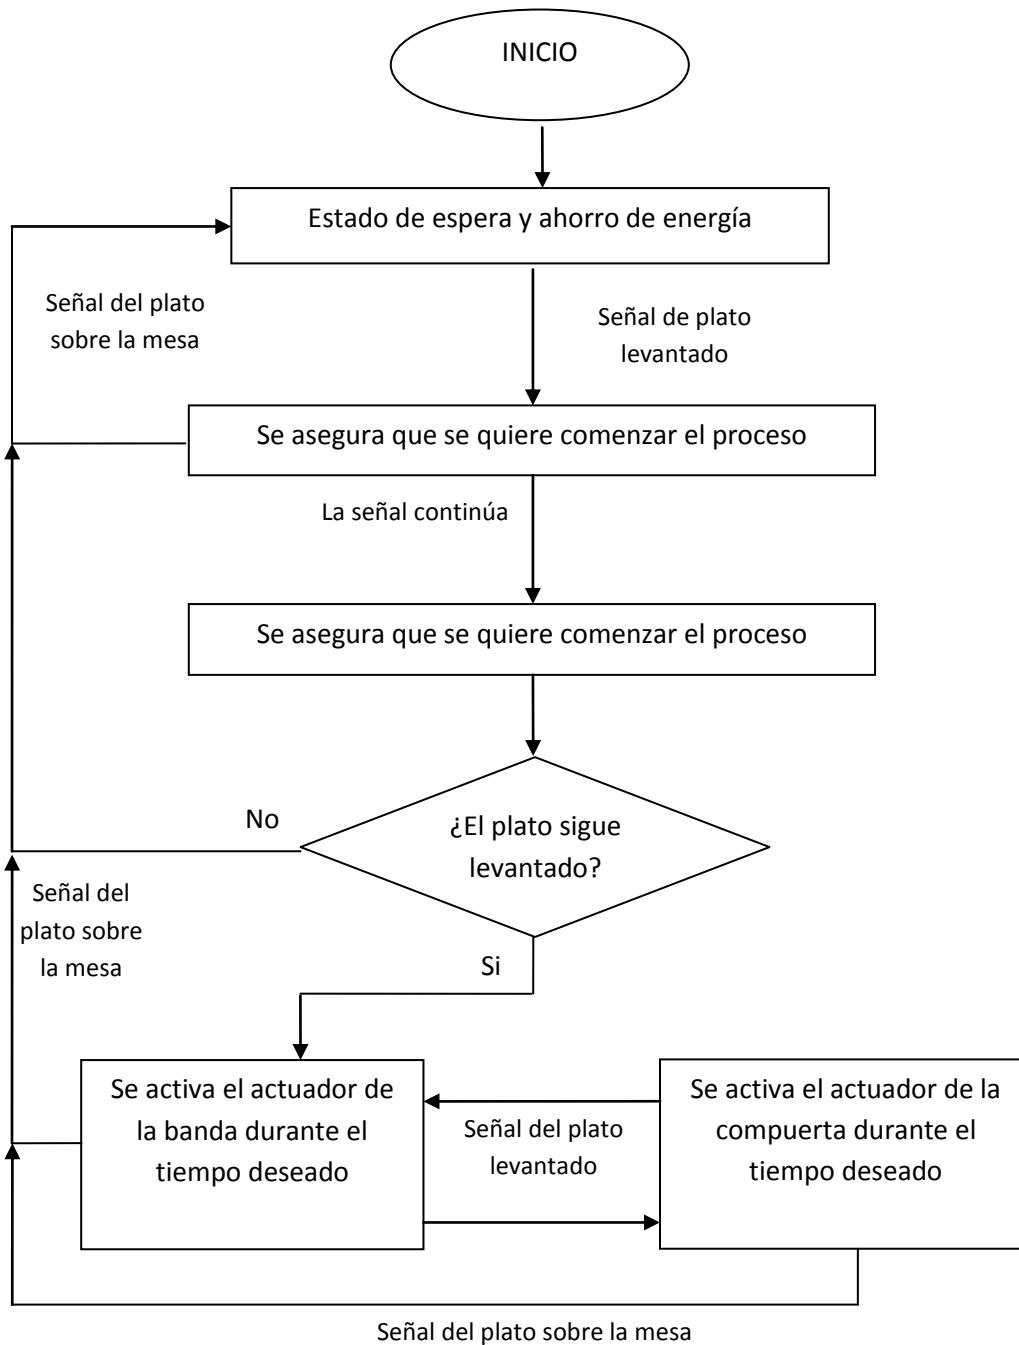 INICIO
Estado de espera y ahorro de energía
Señal del plato
sobre la mesa
Señal de plato
levantado
Se asegura que se quiere comenzar el proceso
La señal continúa
Se asegura que se quiere comenzar el proceso
No
¿El plato sigue
levantado?
Señal del
plato sobre
la mesa
Si
Se activa el actuador de
la banda durante el
tiempo deseado
Señal del plato
levantado
Se activa el actuador de la
compuerta durante el
tiempo deseado
Señal del plato sobre la mesa